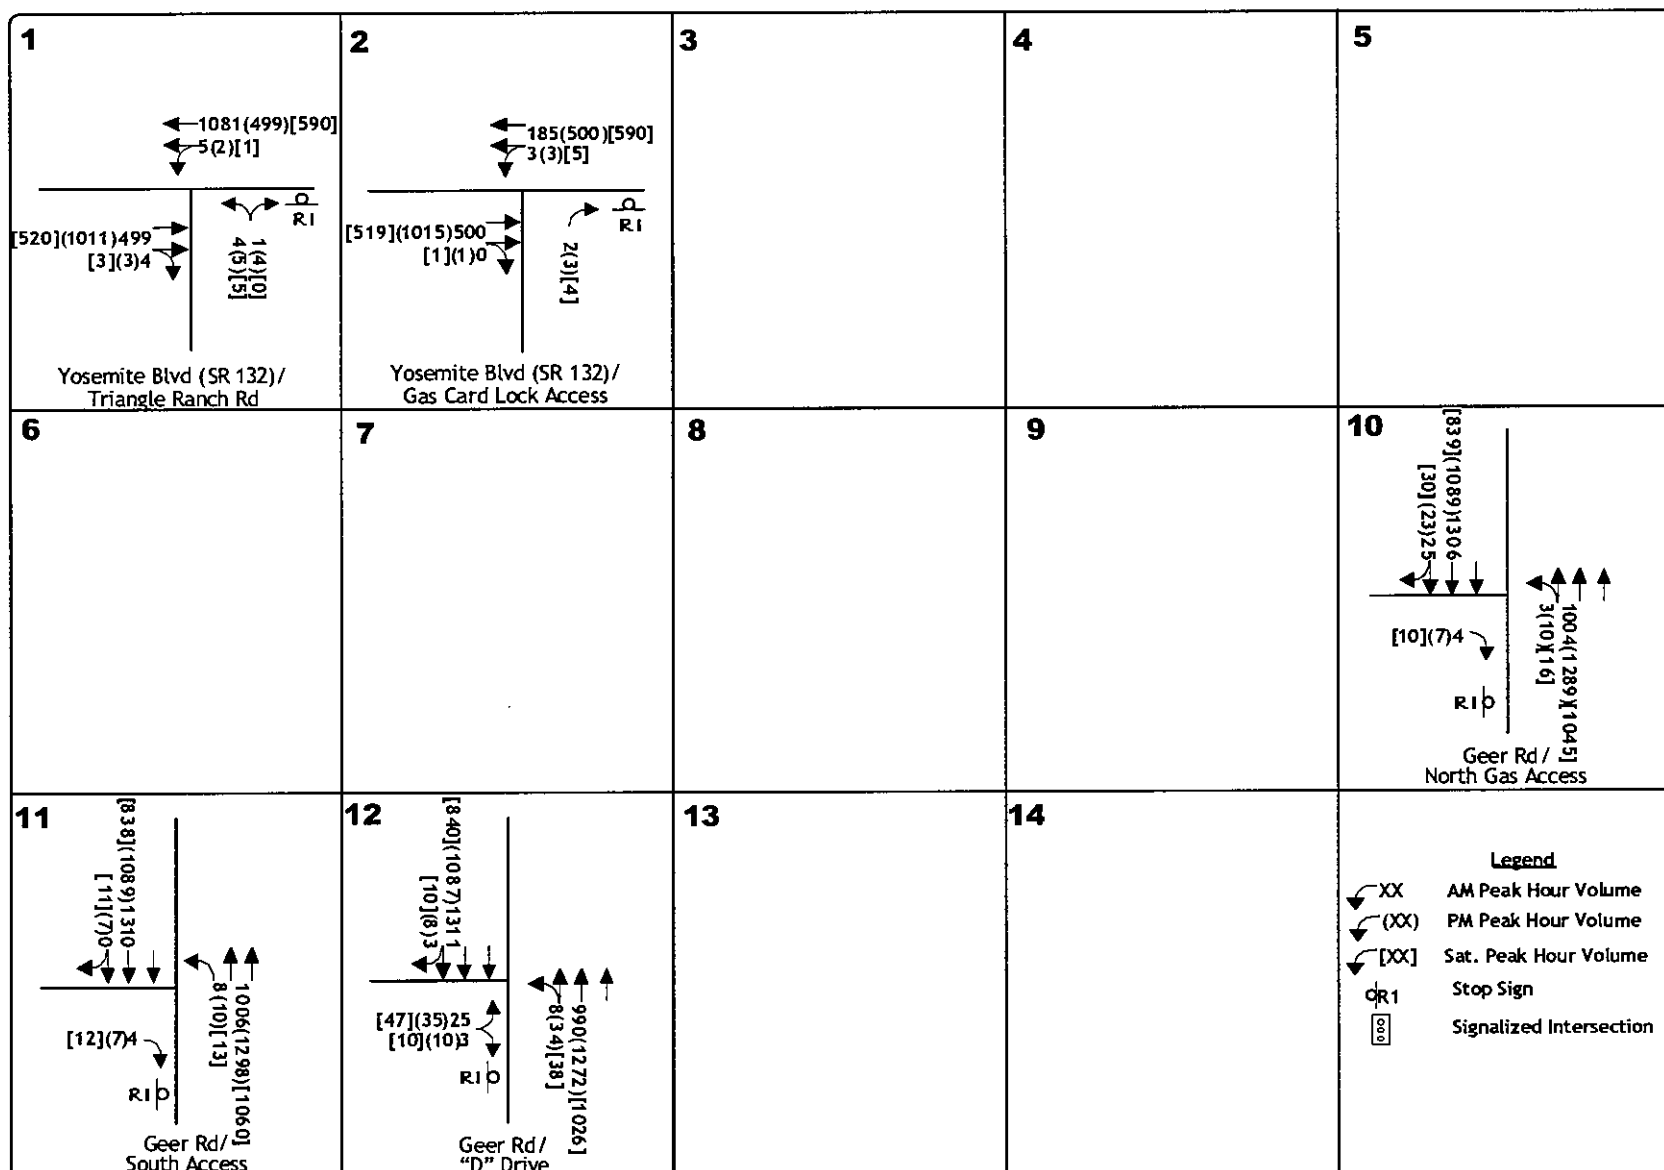 1
1081(499)[590]
5(2)[1]
R1
[520](1011)499
[3](3)4
1(4)[0]
4(5)[5]
Yosemite Blvd (SR 132)/
Triangle Ranch Rd
2
185(500)[590]
3(3)[5]
R1
[519](1015)500
[1](1)0
2(3)[4]
Yosemite Blvd (SR 132)/
Gas Card Lock Access
3
4
5
6
7
8
9
10
[839](1089)1306
[30](23)25
[10](7)4
R1
1004(1289)[1045]
3(10)[16]
Geer Rd/
North Gas Access
11
[838](1089)1310
[11](7)0
[12](7)4
R1
1006(1298)[1060]
8(10)[13]
Geer Rd/
South Access
12
[840](1087)1311
[10](8)3
[47](35)25
[10](10)3
R1
990(1272)[1026]
8(34)[38]
Geer Rd/
"D" Drive
13
14
Legend
XX AM Peak Hour Volume
(XX) PM Peak Hour Volume
[XX] Sat. Peak Hour Volume
R1 Stop Sign
Signalized Intersection